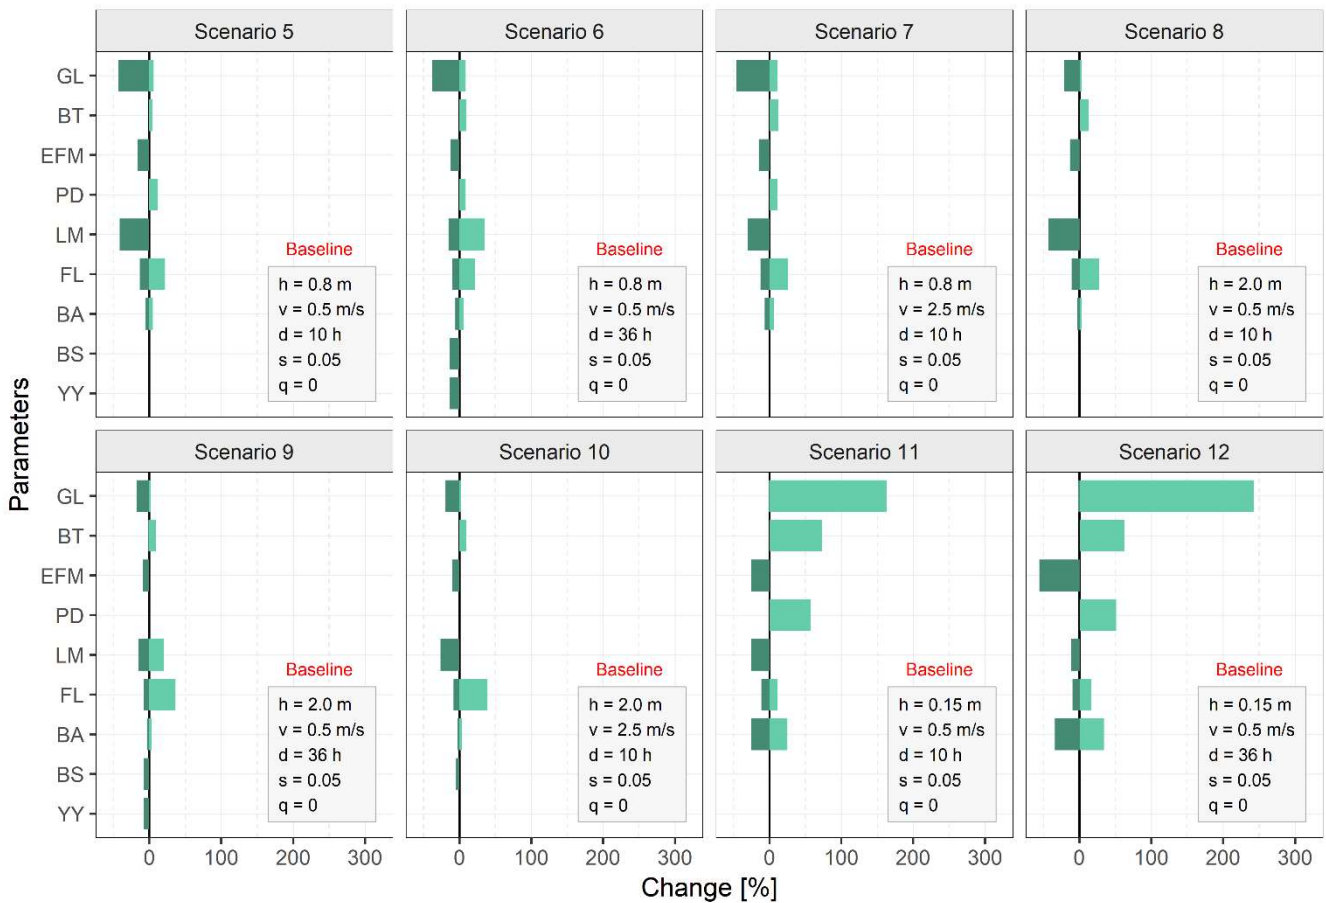 Scenario 5
Scenario 6
Scenario 7
Scenario 8
GL
BT
EFM
PD
LM
FL
BA
BS
YY
Baseline
h = 0.8 m
v = 0.5 m/s
d = 10 h
s = 0.05
q = 0
Baseline
h = 0.8 m
v = 0.5 m/s
d = 36 h
s = 0.05
q = 0
Baseline
h = 0.8 m
v = 2.5 m/s
d = 10 h
s = 0.05
q = 0
Baseline
h = 2.0 m
v = 0.5 m/s
d = 10 h
s = 0.05
q = 0
Parameters
Scenario 9
Scenario 10
Scenario 11
Scenario 12
GL
BT
EFM
PD
LM
FL
BA
BS
YY
Baseline
h = 2.0 m
v = 0.5 m/s
d = 36 h
s = 0.05
q = 0
Baseline
h = 2.0 m
v = 2.5 m/s
d = 10 h
s = 0.05
q = 0
Baseline
h = 0.15 m
v = 0.5 m/s
d = 10 h
s = 0.05
q = 0
Baseline
h = 0.15 m
v = 0.5 m/s
d = 36 h
s = 0.05
q = 0
0 100 200 300
0 100 200 300
0 100 200 300
0 100 200 300
Change [%]